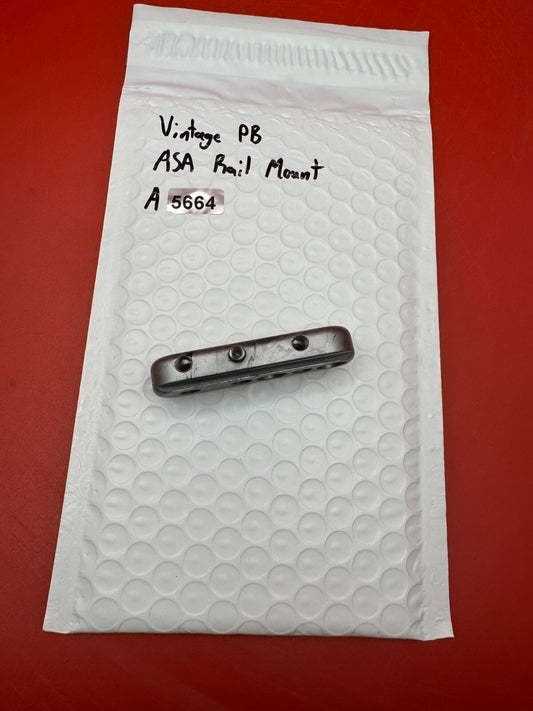 Vintage PB
ASA Rail Mount
A 5664